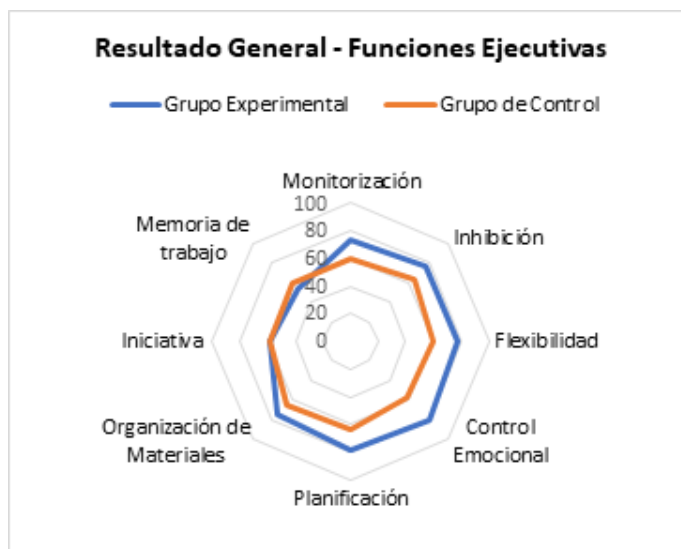 Resultado General - Funciones Ejecutivas
Grupo Experimental
Grupo de Control
Monitorización
100
80
60
40
20
0
Inhibición
Flexibilidad
Control
Emocional
Planificación
Organización de
Materiales
Iniciativa
Memoria de
trabajo